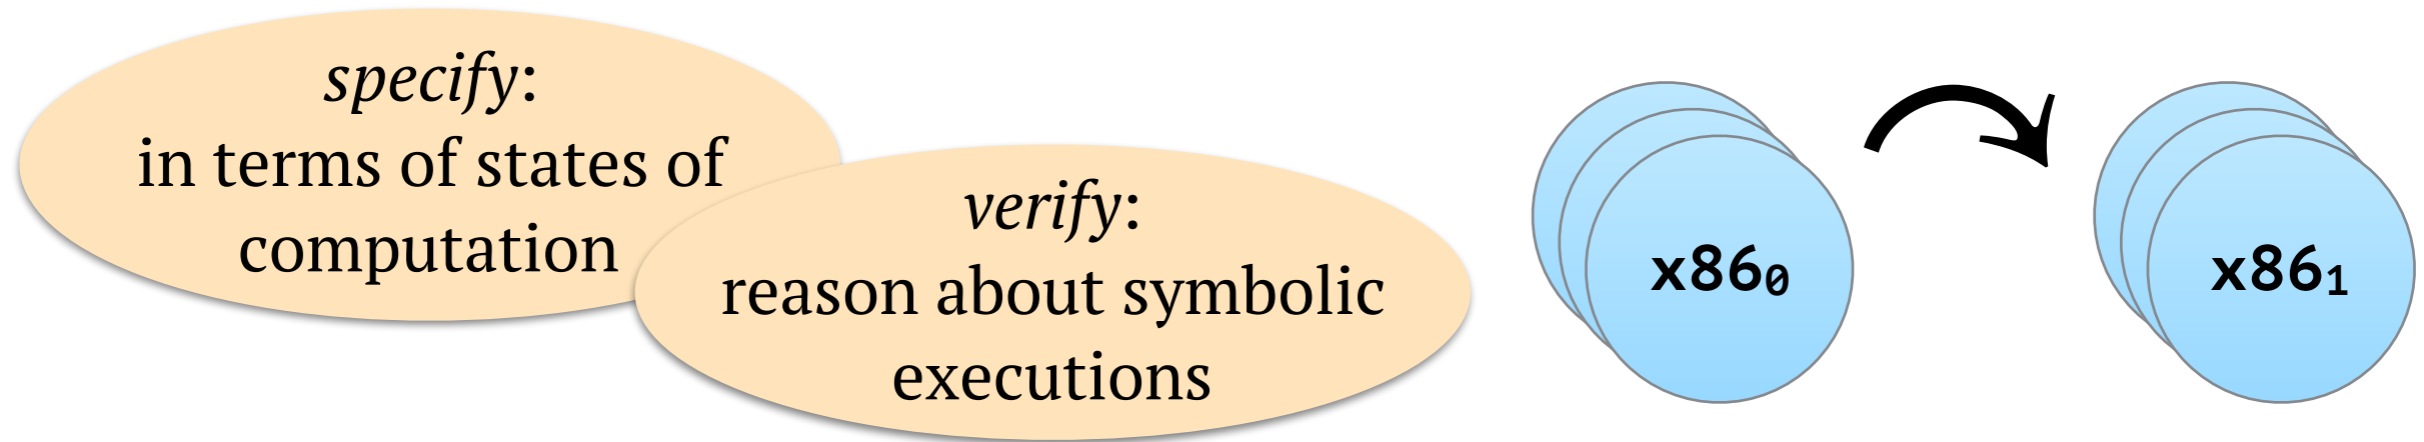 specify:
in terms of states of
computation
verify:
reason about symbolic
executions
x86₀
x86₁